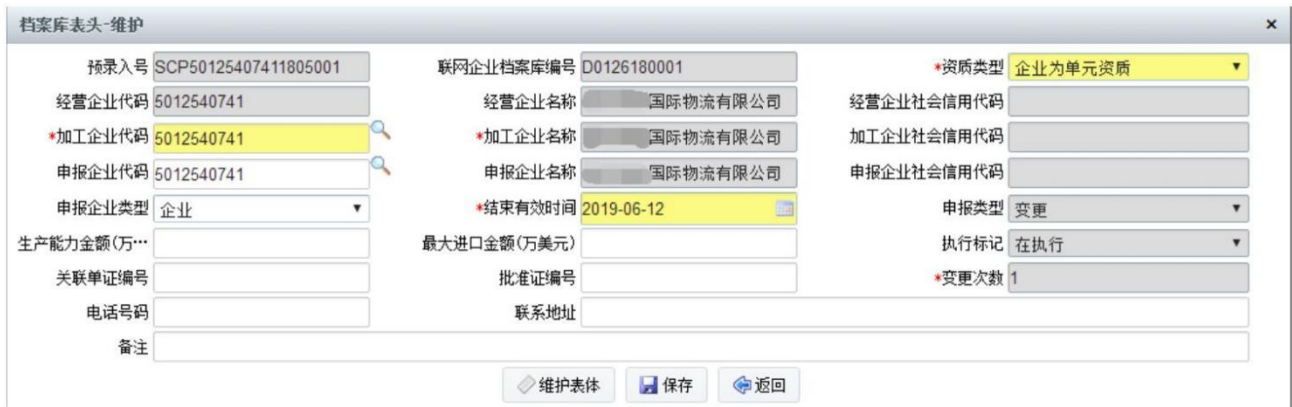 档案库表头-维护
预录入号 SCP50125407411805001 联网企业档案库编号 D0126180001 *资质类型 企业为单元资质
经营企业代码 5012540741 经营企业名称 国际物流有限公司 经营企业社会信用代码
*加工企业代码 5012540741 *加工企业名称 国际物流有限公司 加工企业社会信用代码
申报企业代码 5012540741 申报企业名称 国际物流有限公司 申报企业社会信用代码
申报企业类型 企业 *结束有效时间 2019-06-12 申报类型 变更
生产能力金额(万… 最大进口金额(万美元) 执行标记 在执行
关联单证编号 批准证编号 *变更次数 1
电话号码 联系地址
备注
维护表体 保存 返回